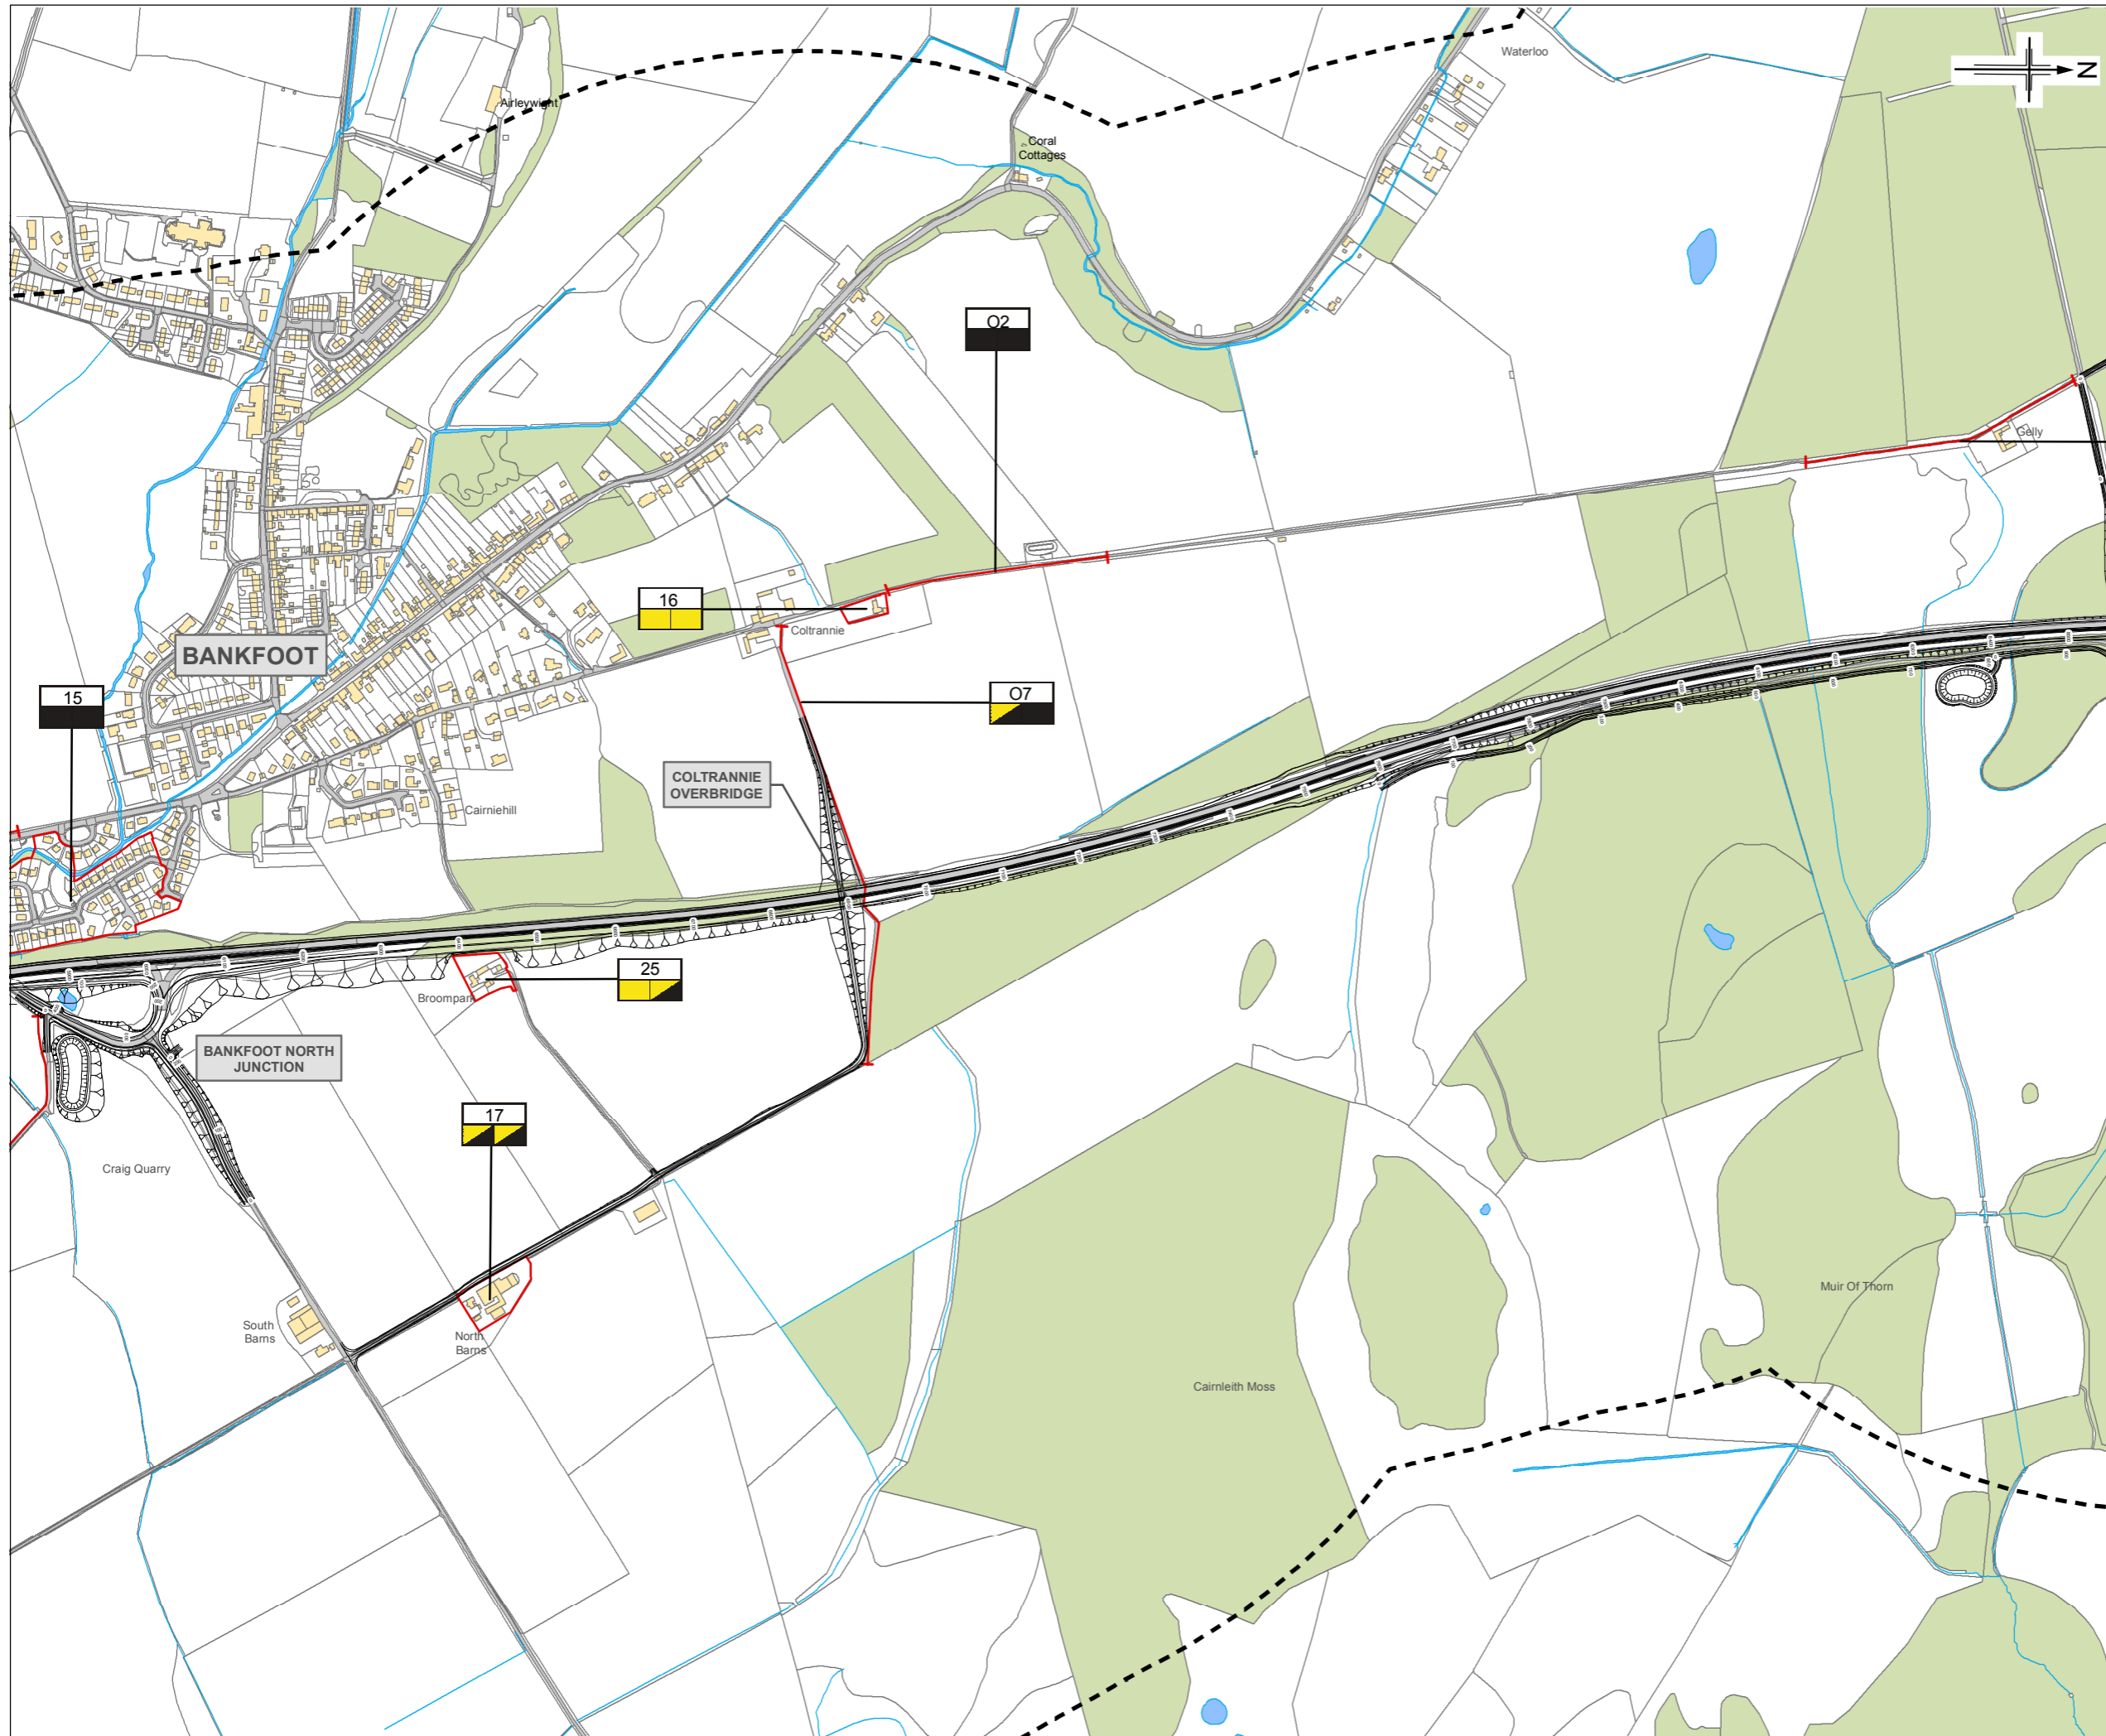 Waterloo
N
Airleywight
Coral
Cottages
O2
Gelly
16
Coltrannie
BANKFOOT
15
O7
COLTRANNIE
OVERBRIDGE
Cairniehill
25
Broompark
BANKFOOT NORTH
JUNCTION
17
Craig Quarry
Muir Of Thorn
South
Barns
North
Barns
Cairnleith Moss